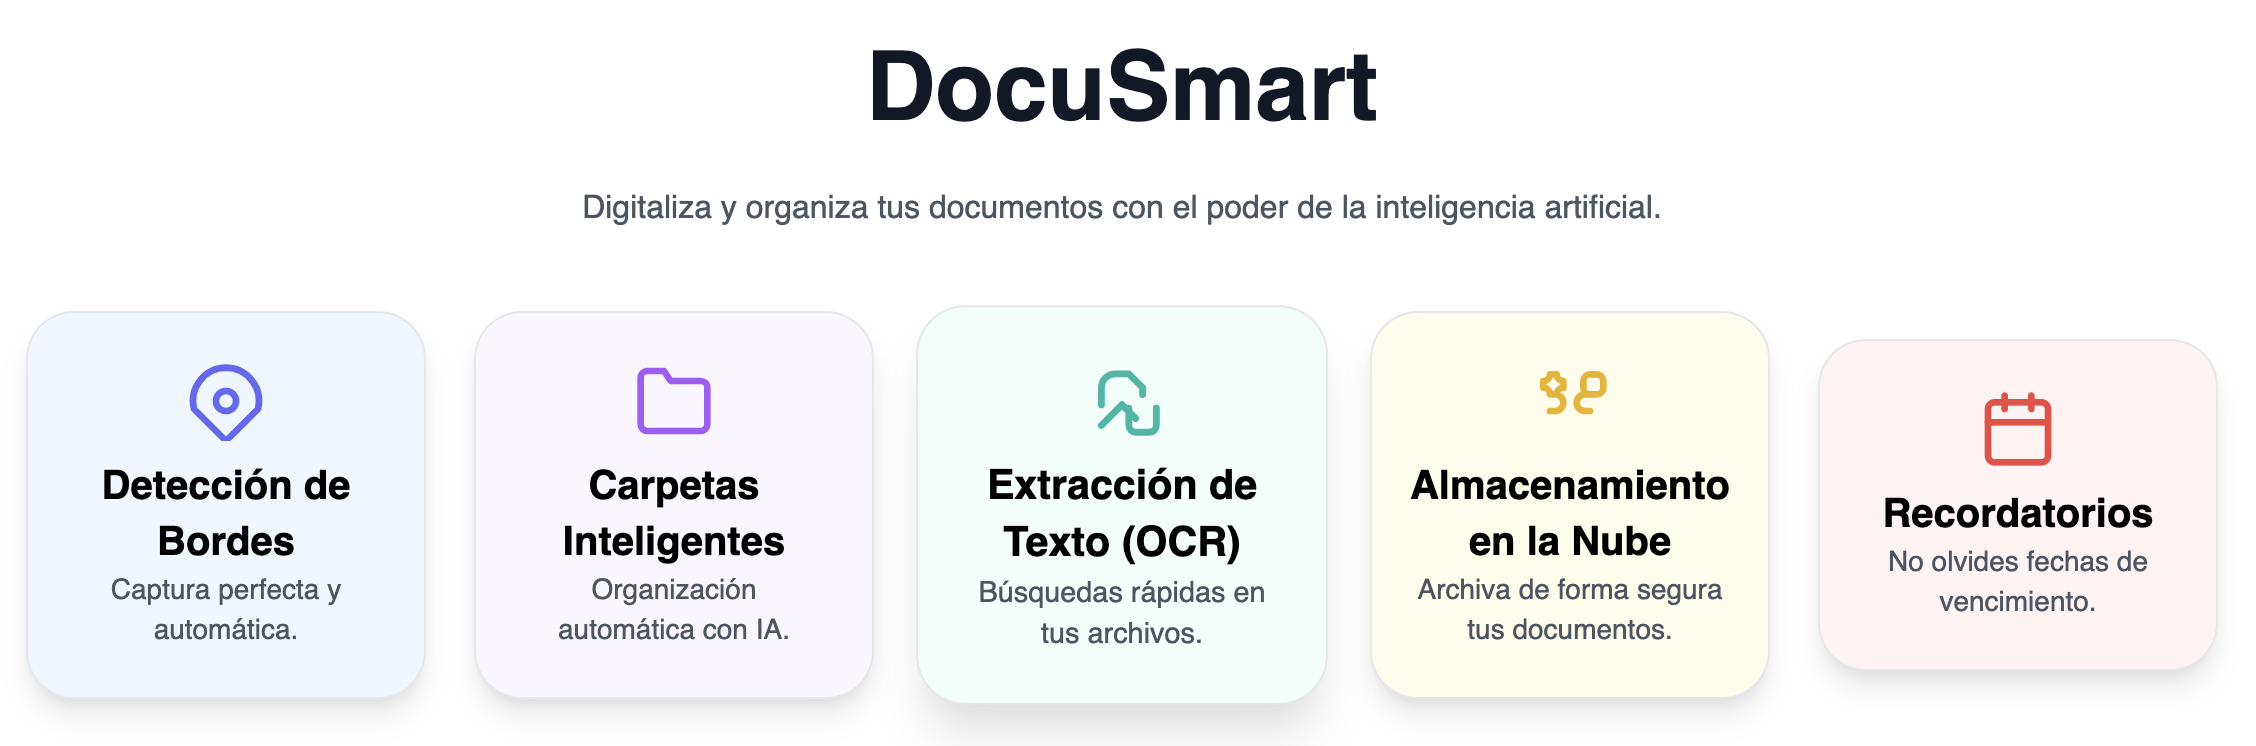 DocuSmart
Digitaliza y organiza tus documentos con el poder de la inteligencia artificial.
Detección de
Bordes
Captura perfecta y
automática.
Carpetas
Inteligentes
Organización
automática con IA.
Extracción de
Texto (OCR)
Búsquedas rápidas en
tus archivos.
Almacenamiento
en la Nube
Archiva de forma segura
tus documentos.
Recordatorios
No olvides fechas de
vencimiento.